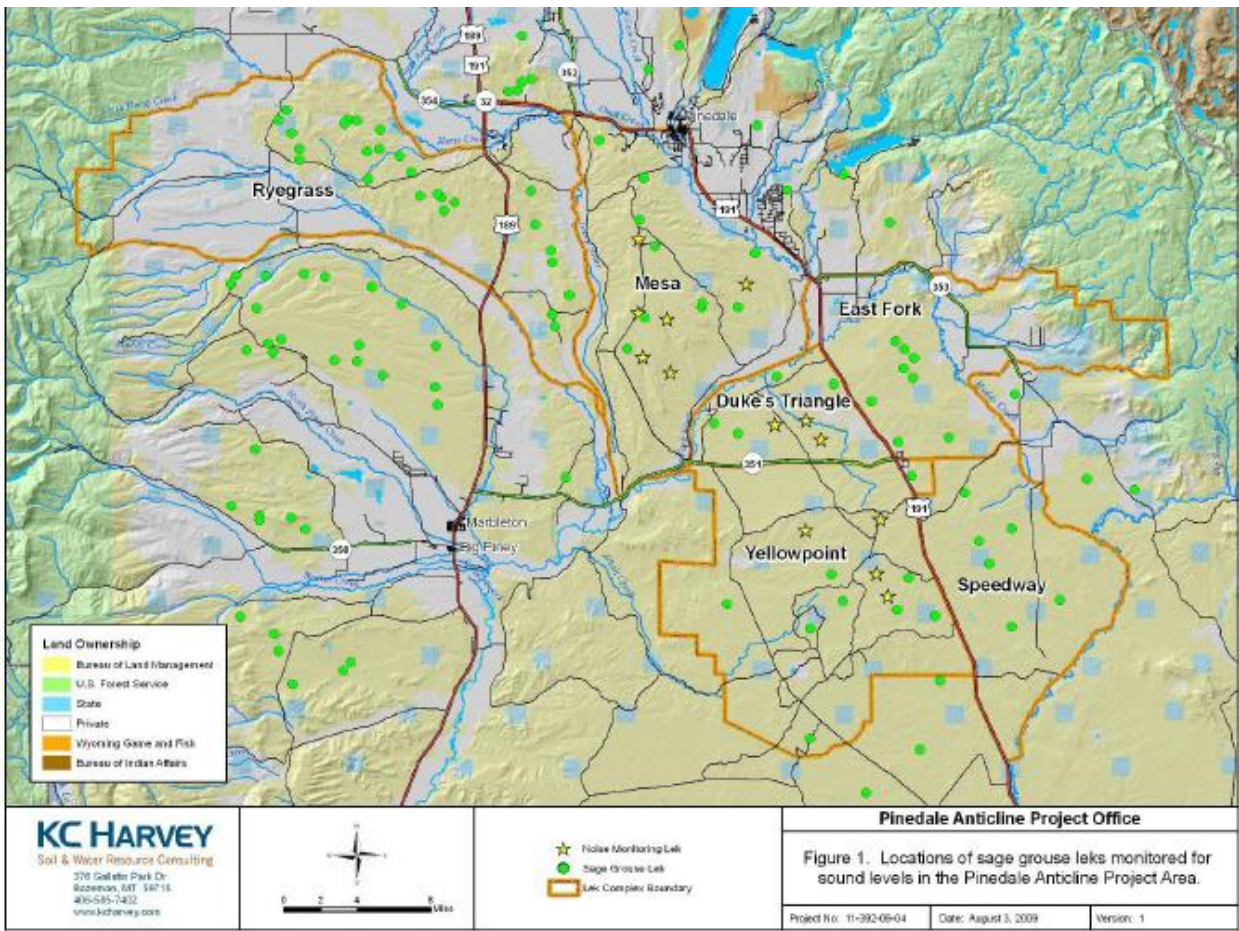 189
191
352
354
32
Pinedale
Ryegrass
191
189
Mesa
353
East Fork
Duke's Triangle
351
191
Marbleton
Big Piney
350
Yellowpoint
Speedway
Land Ownership
Bureau of Land Management
U.S. Forest Service
State
Private
Wyoming Game and Fish
Bureau of Indian Affairs
KC HARVEY
Soil & Water Resource Consulting
376 Gallatin Park Dr
Bozeman, MT 59715
406-585-7402
www.kcharvey.com
0 2 4 8
Miles
Noise Monitoring Lek
Sage Grouse Lek
Lek Complex Boundary
Pinedale Anticline Project Office
Figure 1. Locations of sage grouse leks monitored for
sound levels in the Pinedale Anticline Project Area.
Project No: 11-392-09-04
Date: August 3, 2009
Version: 1